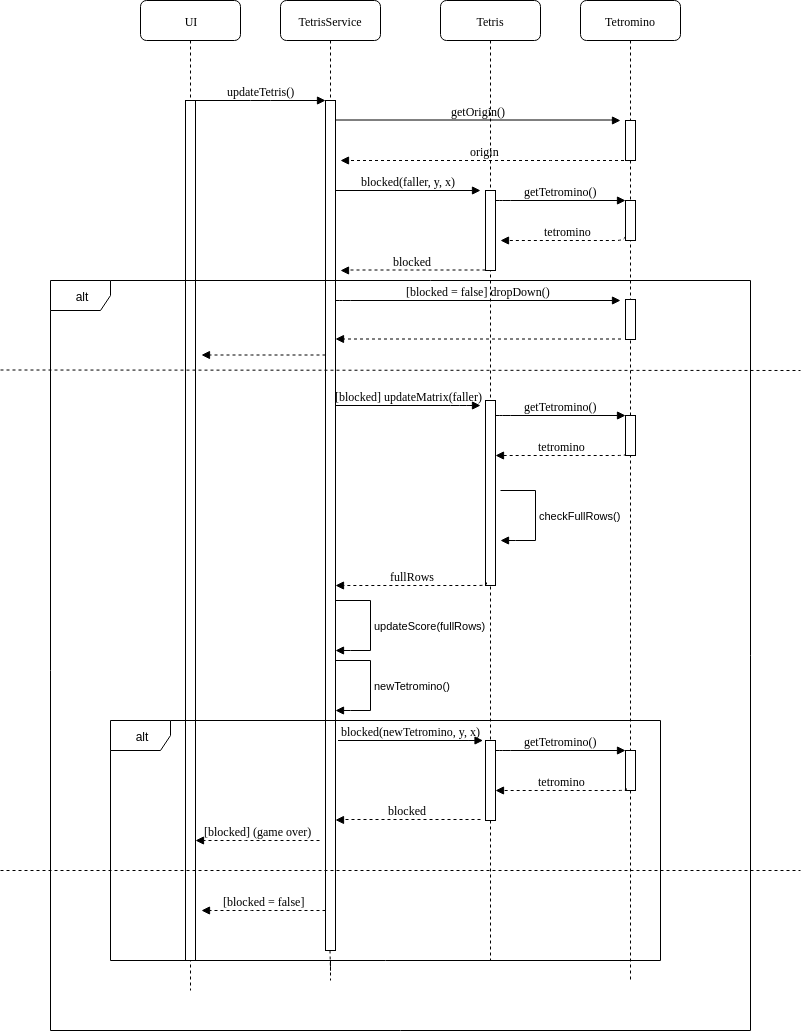 UI
TetrisService
Tetris
Tetromino
updateTetris()
getOrigin()
origin
blocked(faller, y, x)
getTetromino()
tetromino
blocked
alt
[blocked = false] dropDown()
[blocked] updateMatrix(faller)
getTetromino()
tetromino
checkFullRows()
fullRows
updateScore(fullRows)
newTetromino()
alt
blocked(newTetromino, y, x)
getTetromino()
tetromino
blocked
[blocked] (game over)
[blocked = false]